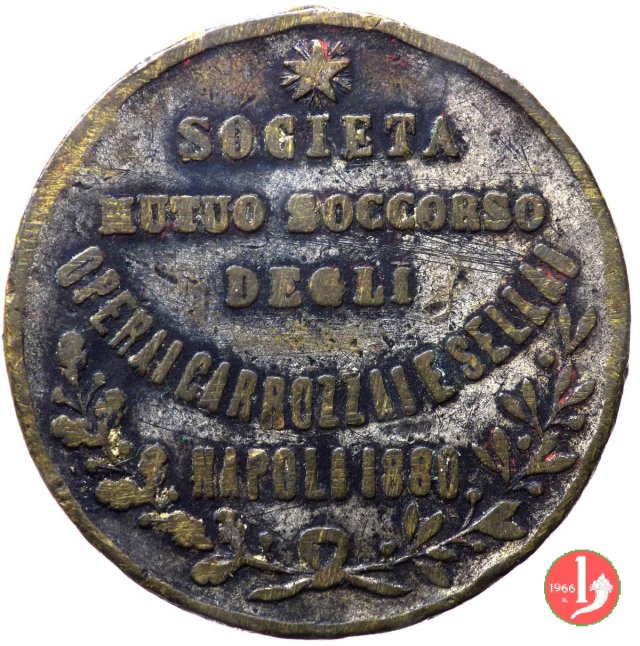 SOCIETA
MUTUO SOCCORSO
DEGLI
OPERAI CARROZZAI E SELLAI
NAPOLI 1880
1966